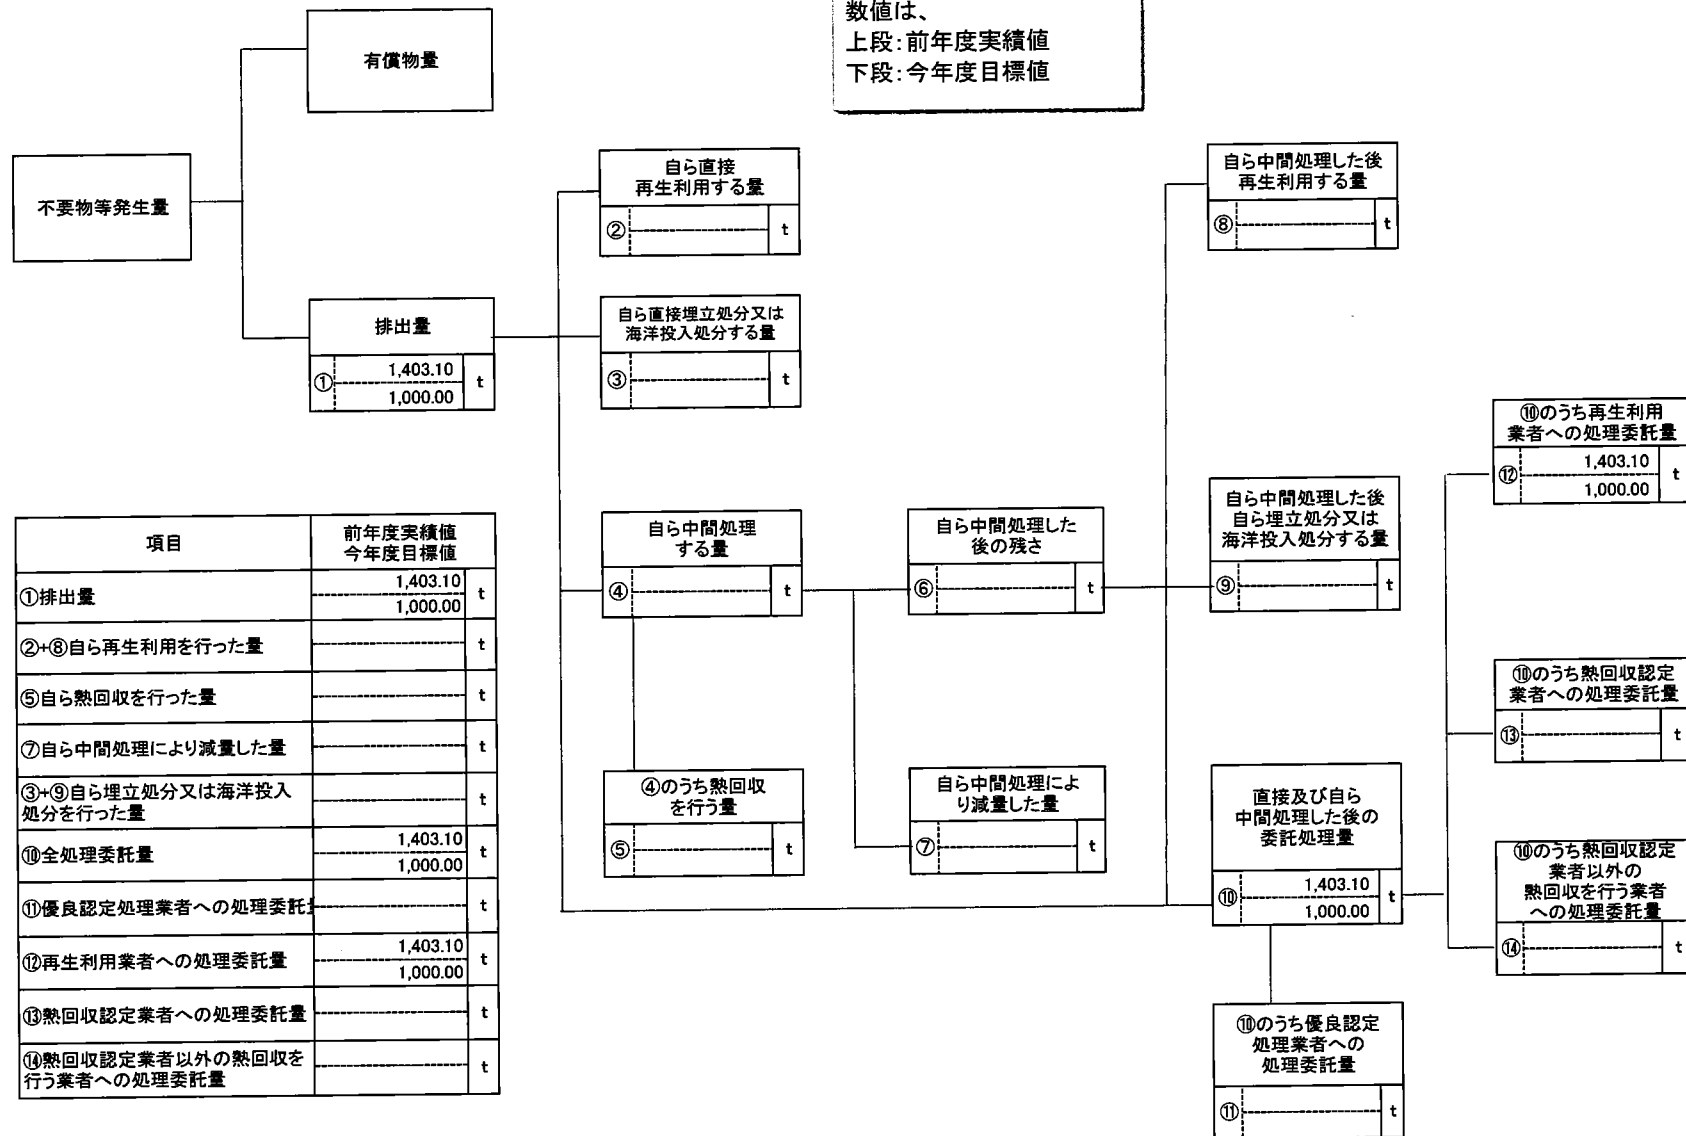 数値は、
上段:前年度実績値
下段:今年度目標値
有償物量
不要物等発生量
排出量
① 1,403.10 t
1,000.00
自ら直接
再生利用する量
② t
自ら直接埋立処分又は
海洋投入処分する量
③ t
自ら中間処理
する量
④ t
④のうち熱回収
を行う量
⑤ t
自ら中間処理した
後の残さ
⑥ t
自ら中間処理によ
り減量した量
⑦ t
自ら中間処理した後
再生利用する量
⑧ t
自ら中間処理した後
自ら埋立処分又は
海洋投入処分する量
⑨ t
直接及び自ら
中間処理した後の
委託処理量
⑩ 1,403.10 t
1,000.00
⑩のうち優良認定
処理業者への
処理委託量
⑪ t
⑩のうち再生利用
業者への処理委託量
⑫ 1,403.10 t
1,000.00
⑩のうち熱回収認定
業者への処理委託量
⑬ t
⑩のうち熱回収認定
業者以外の
熱回収を行う業者
への処理委託量
⑭ t
項目 前年度実績値
今年度目標値
①排出量 1,403.10 t
1,000.00
②+⑧自ら再生利用を行った量 t
⑤自ら熱回収を行った量 t
⑦自ら中間処理により減量した量 t
③+⑨自ら埋立処分又は海洋投入
処分を行った量 t
⑩全処理委託量 1,403.10 t
1,000.00
⑪優良認定処理業者への処理委託 t
⑫再生利用業者への処理委託量 1,403.10 t
1,000.00
⑬熱回収認定業者への処理委託量 t
⑭熱回収認定業者以外の熱回収を
行う業者への処理委託量 t